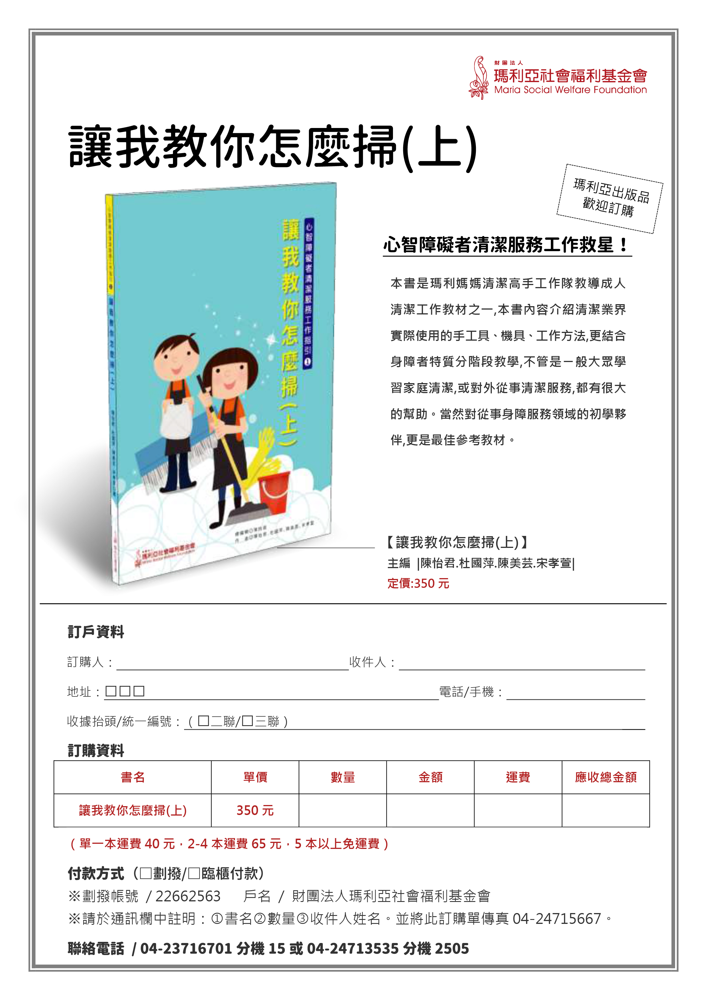 財團法人
瑪利亞社會福利基金會
Maria Social Welfare Foundation
讓我教你怎麼掃(上)
瑪利亞出版品
歡迎訂購
心智障礙者清潔服務工作指引❶
讓我教你怎麼掃(上)
瑪利亞社會福利基金會
Maria Social Welfare Foundation
心智障礙者清潔服務工作救星！
本書是瑪利媽媽清潔高手工作隊教導成人
清潔工作教材之一,本書內容介紹清潔業界
實際使用的手工具、機具、工作方法,更結合
身障者特質分階段教學,不管是一般大眾學
習家庭清潔,或對外從事清潔服務,都有很大
的幫助。當然對從事身障服務領域的初學夥
伴,更是最佳參考教材。
【讓我教你怎麼掃(上)】
主編 |陳怡君.杜國萍.陳美芸.宋孝萱|
定價:350 元
訂戶資料
訂購人： 收件人：
地址：□□□ 電話/手機：
收據抬頭/統一編號：（□二聯/□三聯）
訂購資料
書名 單價 數量 金額 運費 應收總金額
讓我教你怎麼掃(上) 350 元
（單一本運費 40 元，2-4 本運費 65 元，5 本以上免運費）
付款方式（□劃撥/□臨櫃付款）
※劃撥帳號 / 22662563 戶名 / 財團法人瑪利亞社會福利基金會
※請於通訊欄中註明：①書名②數量③收件人姓名。並將此訂購單傳真 04-24715667。
聯絡電話 / 04-23716701 分機 15 或 04-24713535 分機 2505